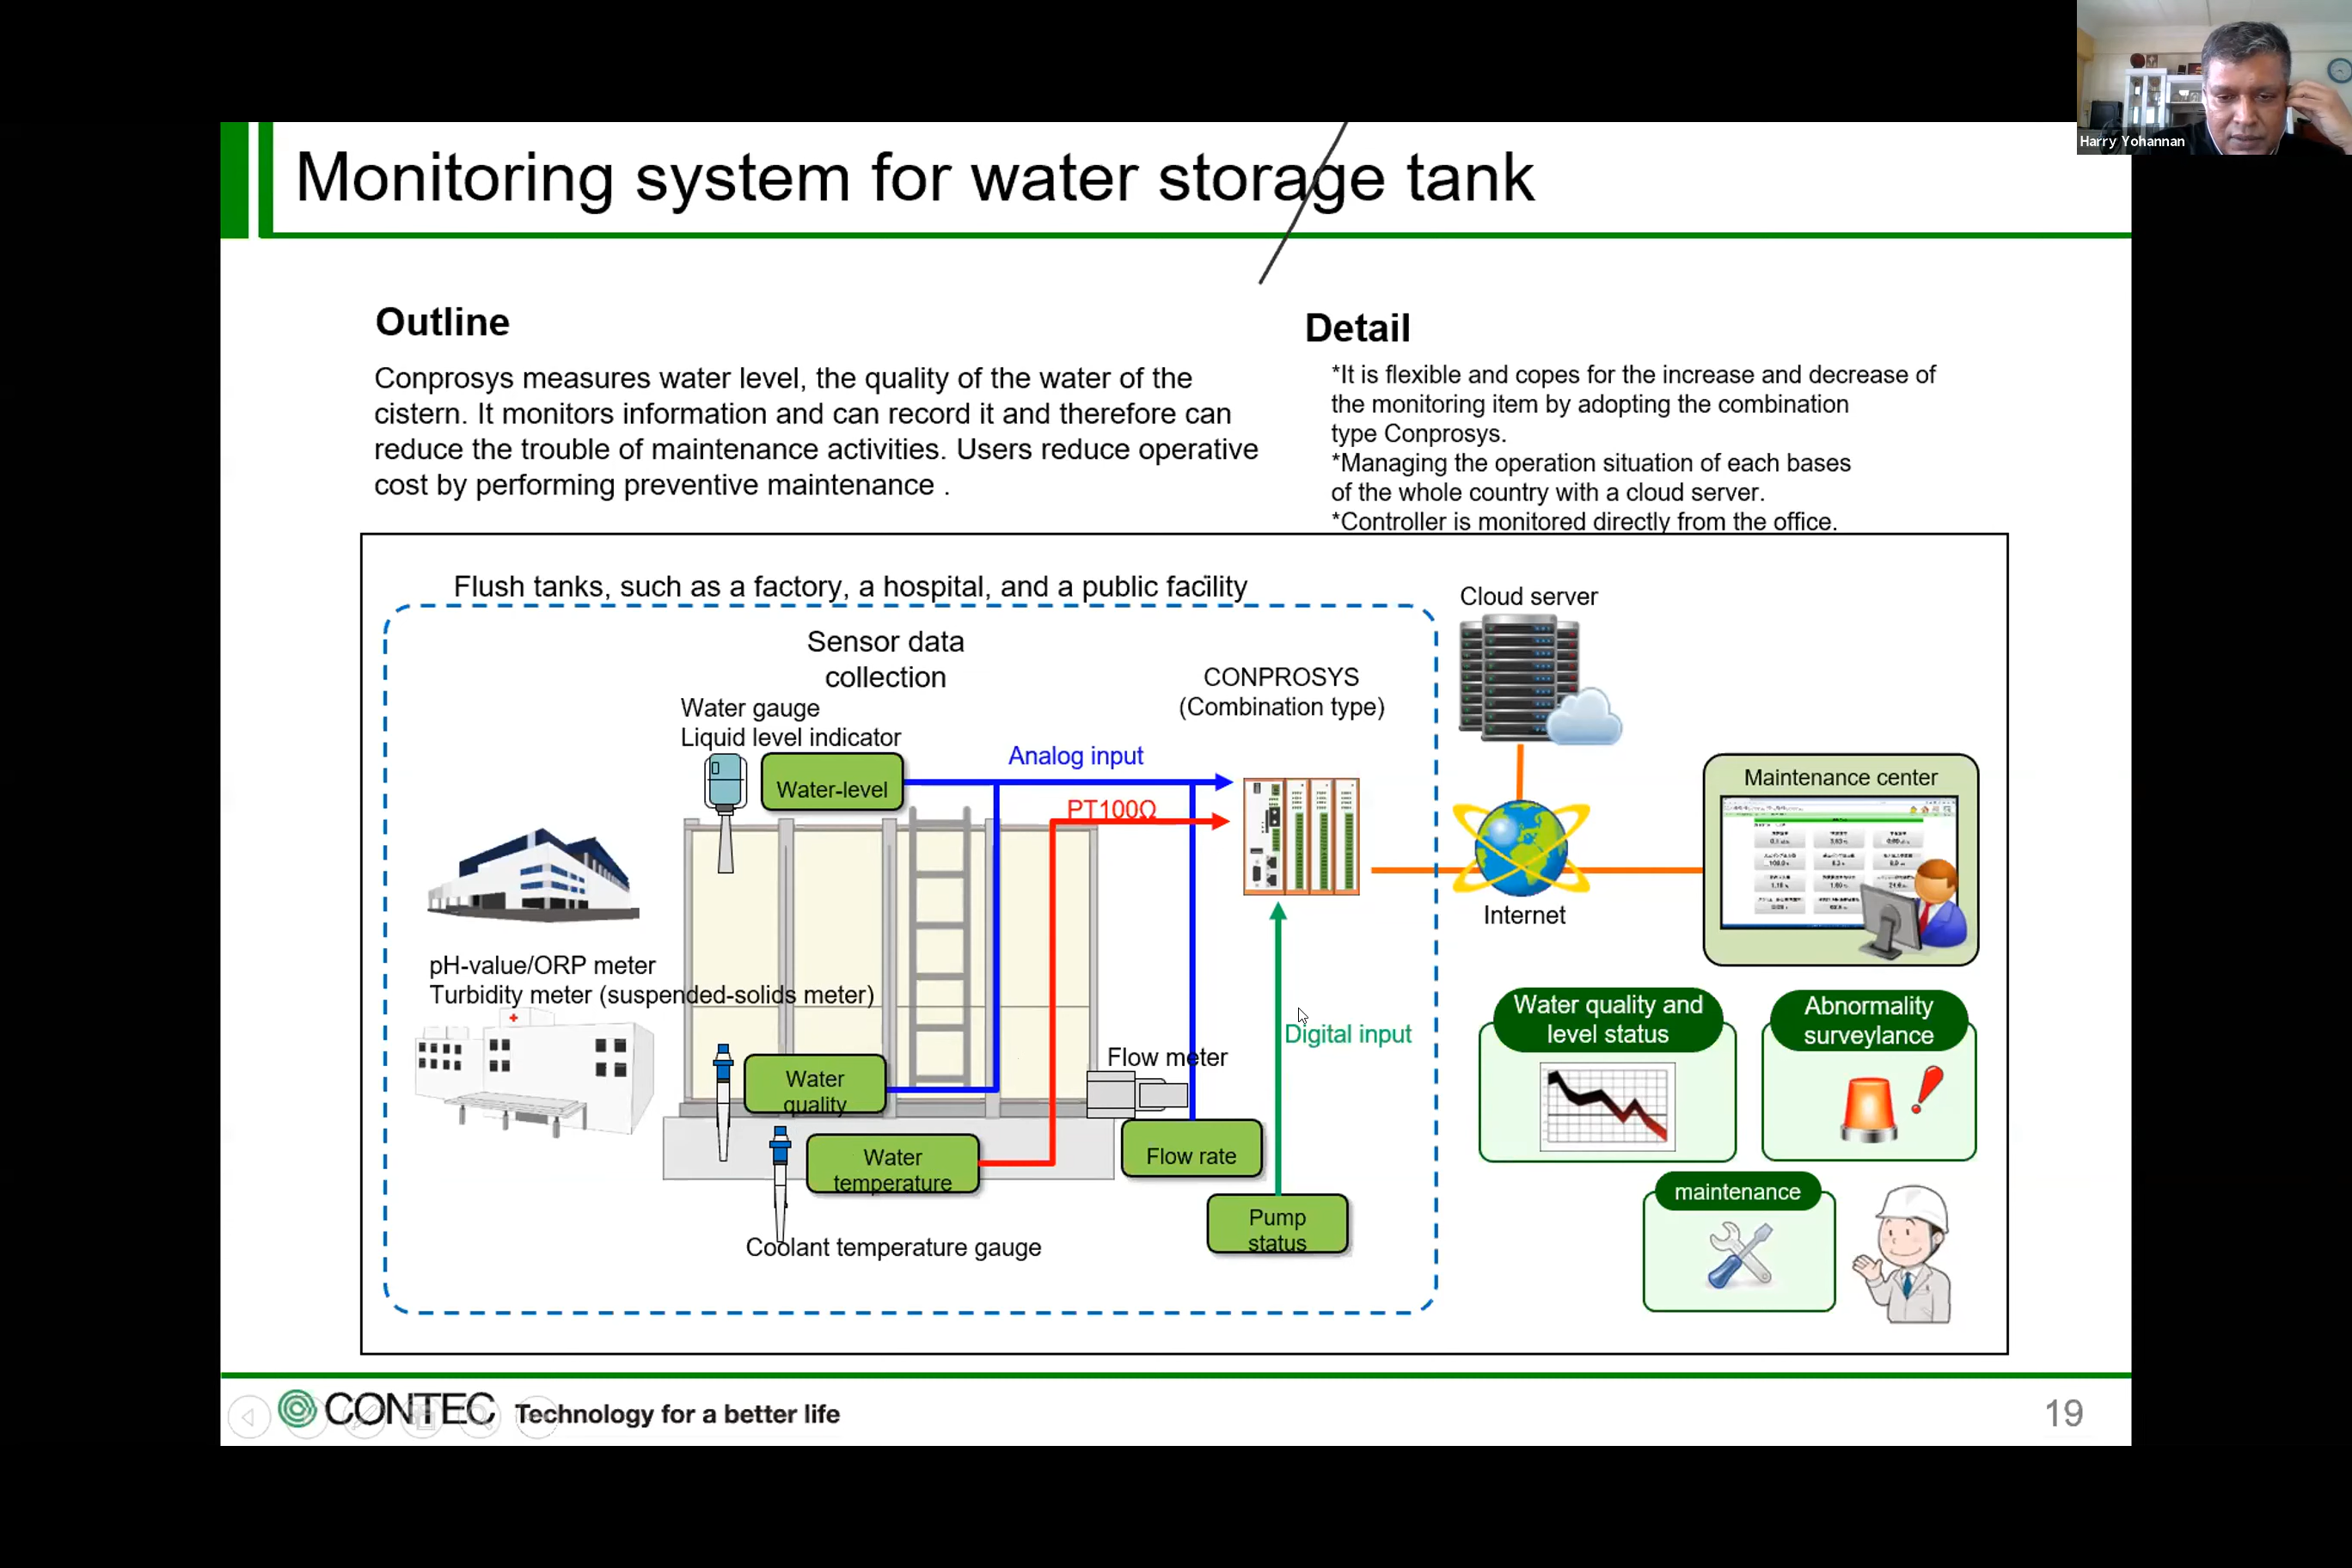 Harry Yohannan
Monitoring system for water storage tank
Outline
Conprosys measures water level, the quality of the water of the
cistern. It monitors information and can record it and therefore can
reduce the trouble of maintenance activities. Users reduce operative
cost by performing preventive maintenance .
Detail
*It is flexible and copes for the increase and decrease of
the monitoring item by adopting the combination
type Conprosys.
*Managing the operation situation of each bases
of the whole country with a cloud server.
*Controller is monitored directly from the office.
Flush tanks, such as a factory, a hospital, and a public facility
Sensor data
collection
Water gauge
Liquid level indicator
Water-level
Analog input
PT100Ω
CONPROSYS
(Combination type)
Cloud server
Internet
Maintenance center
pH-value/ORP meter
Turbidity meter (suspended-solids meter)
Water
quality
Water
temperature
Coolant temperature gauge
Flow meter
Flow rate
Digital input
Pump
status
Water quality and
level status
Abnormality
surveylance
maintenance
CONTEC
Technology for a better life
19